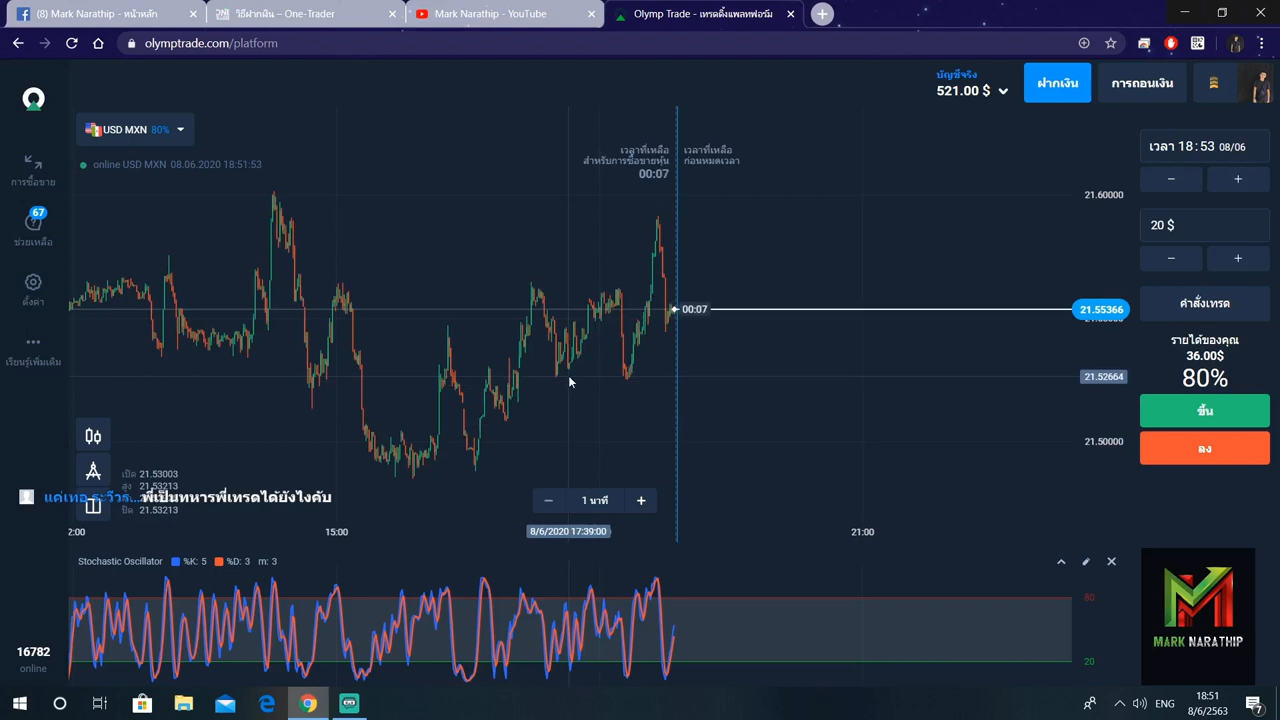 (8) Mark Narathip - หน้าหลัก
วิธีฝากเงิน – One-Trader
Mark Narathip - YouTube
Olymp Trade - เทรดดิ้งแพลทฟอร์ม
olymptrade.com/platform
บัญชีจริง
521.00 $
ฝากเงิน
การถอนเงิน
USD MXN 80%
online USD MXN 08.06.2020 18:51:53
เวลาที่เหลือ
สำหรับการซื้อขายหุ้น
00:07
เวลาที่เหลือ
ก่อนหมดเวลา
การซื้อขาย
67
ช่วยเหลือ
ตั้งค่า
เรียนรู้เพิ่มเติม
21.60000
00:07
21.55366
21.52664
21.50000
เวลา 18:53 08/06
− +
20 $
− +
คำสั่งเทรด
รายได้ของคุณ
36.00$
80%
ขึ้น
ลง
เปิด 21.53003
สูง 21.53213
ปิด 21.53213
พี่เป็นทหารพี่เทรดได้ยังไงคับ
− 1 นาที +
2:00
15:00
8/6/2020 17:39:00
21:00
Stochastic Oscillator %K: 5 %D: 3 m: 3
80
20
MARK NARATHIP
16782
online
ENG
18:51
8/6/2563
7